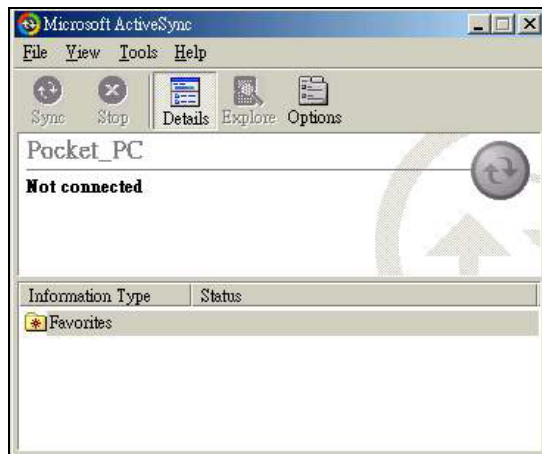 Microsoft ActiveSync
File View Tools Help
Sync Stop Details Explore Options
Pocket_PC
Not connected
Information Type Status
Favorites